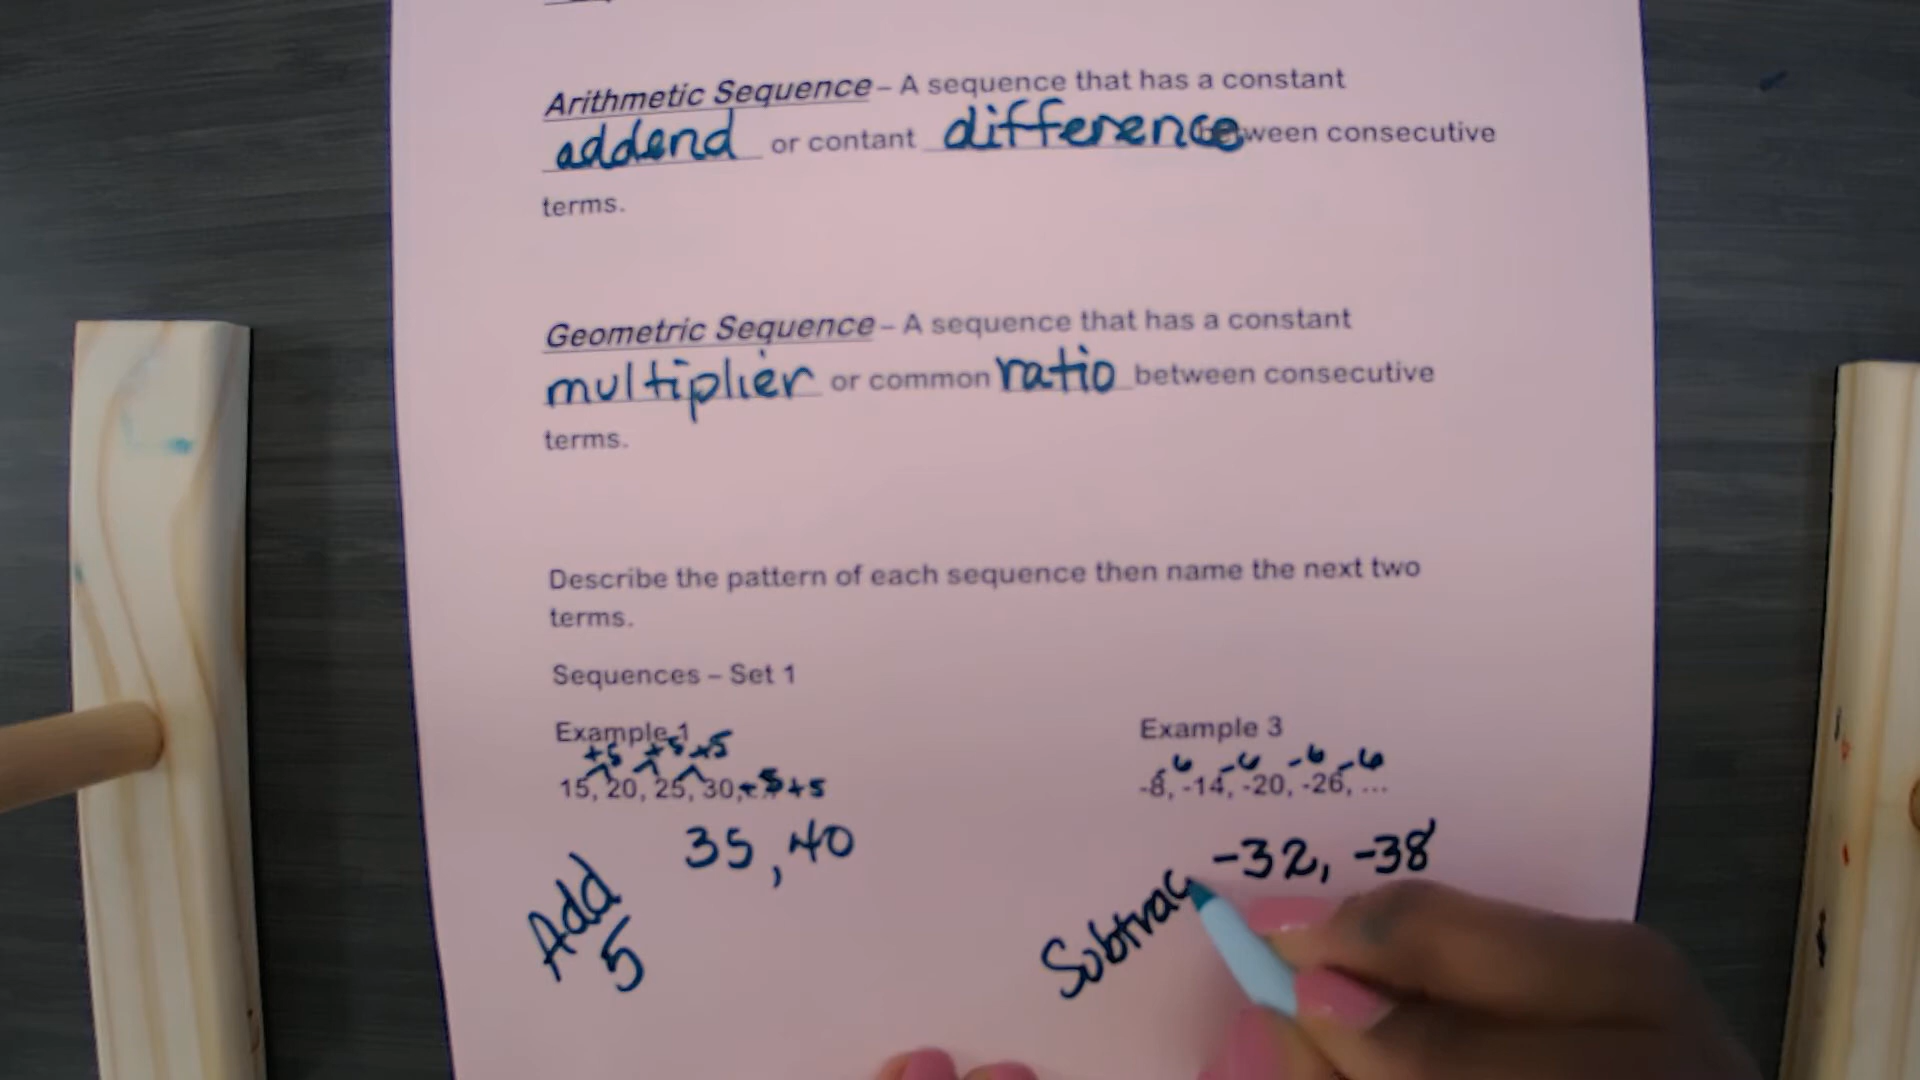 Arithmetic Sequence – A sequence that has a constant
addend or contant difference between consecutive
terms.
Geometric Sequence – A sequence that has a constant
multiplier or common ratio between consecutive
terms.
Describe the pattern of each sequence then name the next two
terms.
Sequences – Set 1
Example 1
+5 +5 +5
15, 20, 25, 30, +5 +5
35, 40
Add
5
Example 3
-6 -6 -6 -6
-8, -14, -20, -26, ...
-32, -38
Subtrac